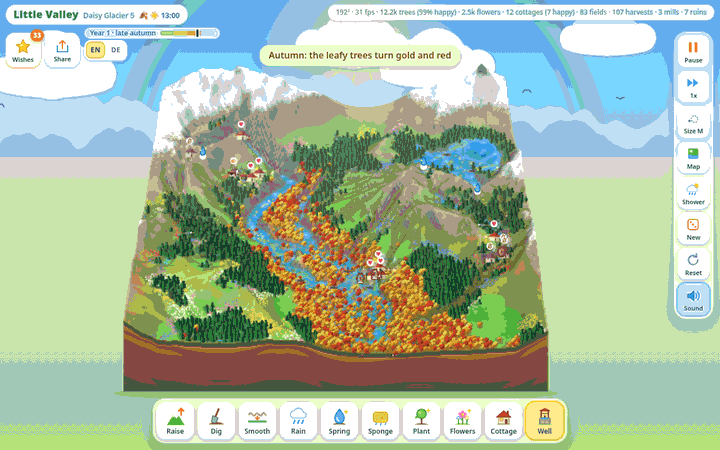 Little Valley Daisy Glacier 5 13:00
192² · 31 fps · 12.2k trees (99% happy) · 2.5k flowers · 12 cottages (7 happy) · 83 fields · 107 harvests · 3 mills · 7 ruins
Year 1 · late autumn
33
Wishes
Share
EN
DE
Autumn: the leafy trees turn gold and red
Pause
1x
Size M
Map
Shower
New
Reset
Sound
Raise
Dig
Smooth
Rain
Spring
Sponge
Plant
Flowers
Cottage
Well